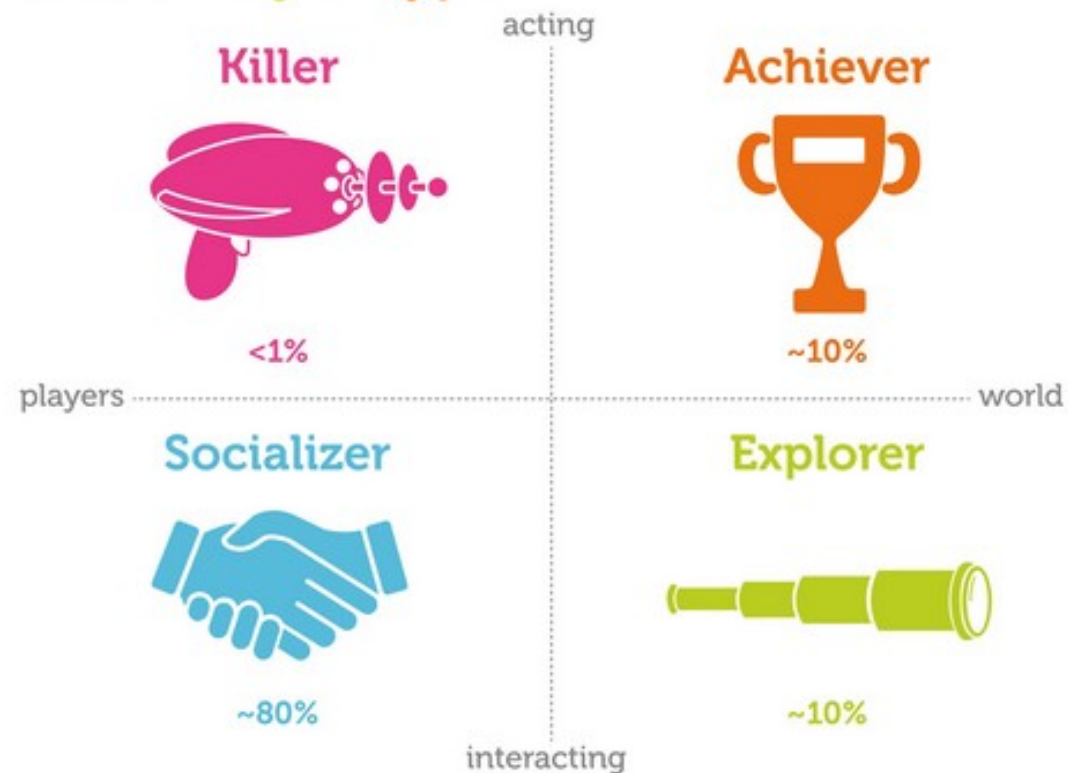 acting
Killer
Achiever
<1%
~10%
players
world
Socializer
Explorer
~80%
~10%
interacting